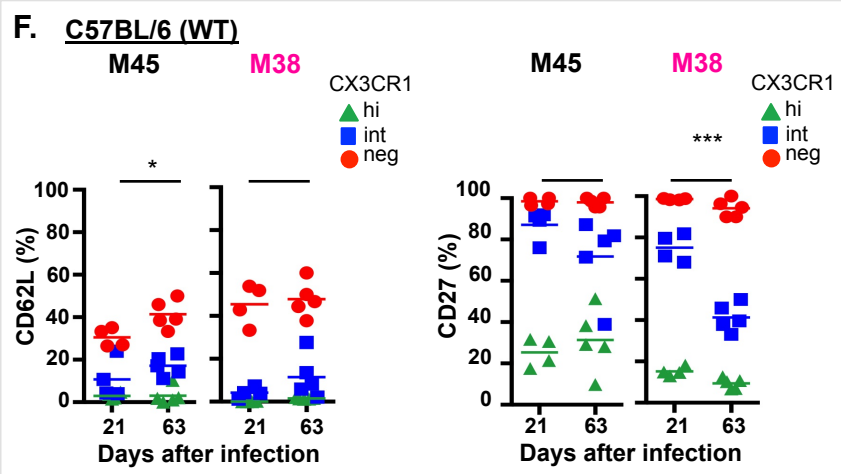 F. C57BL/6 (WT)
M45 M38
CX3CR1
hi
int
neg
*
CD62L (%)
100
80
60
40
20
0
21 63 21 63
Days after infection
M45 M38
CX3CR1
hi
int
neg
***
CD27 (%)
100
80
60
40
20
0
21 63 21 63
Days after infection